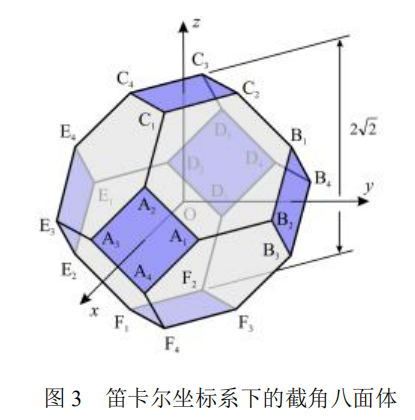 z
C₃
C₄
C₂
C₁
E₄
D₁
B₁
2√2
D₂
D₄
B₄
E₁
D₃
y
A₂
O
B₂
E₃
A₃
A₁
B₃
E₂
A₄
F₂
x
F₁
F₃
F₄
图 3 笛卡尔坐标系下的截角八面体